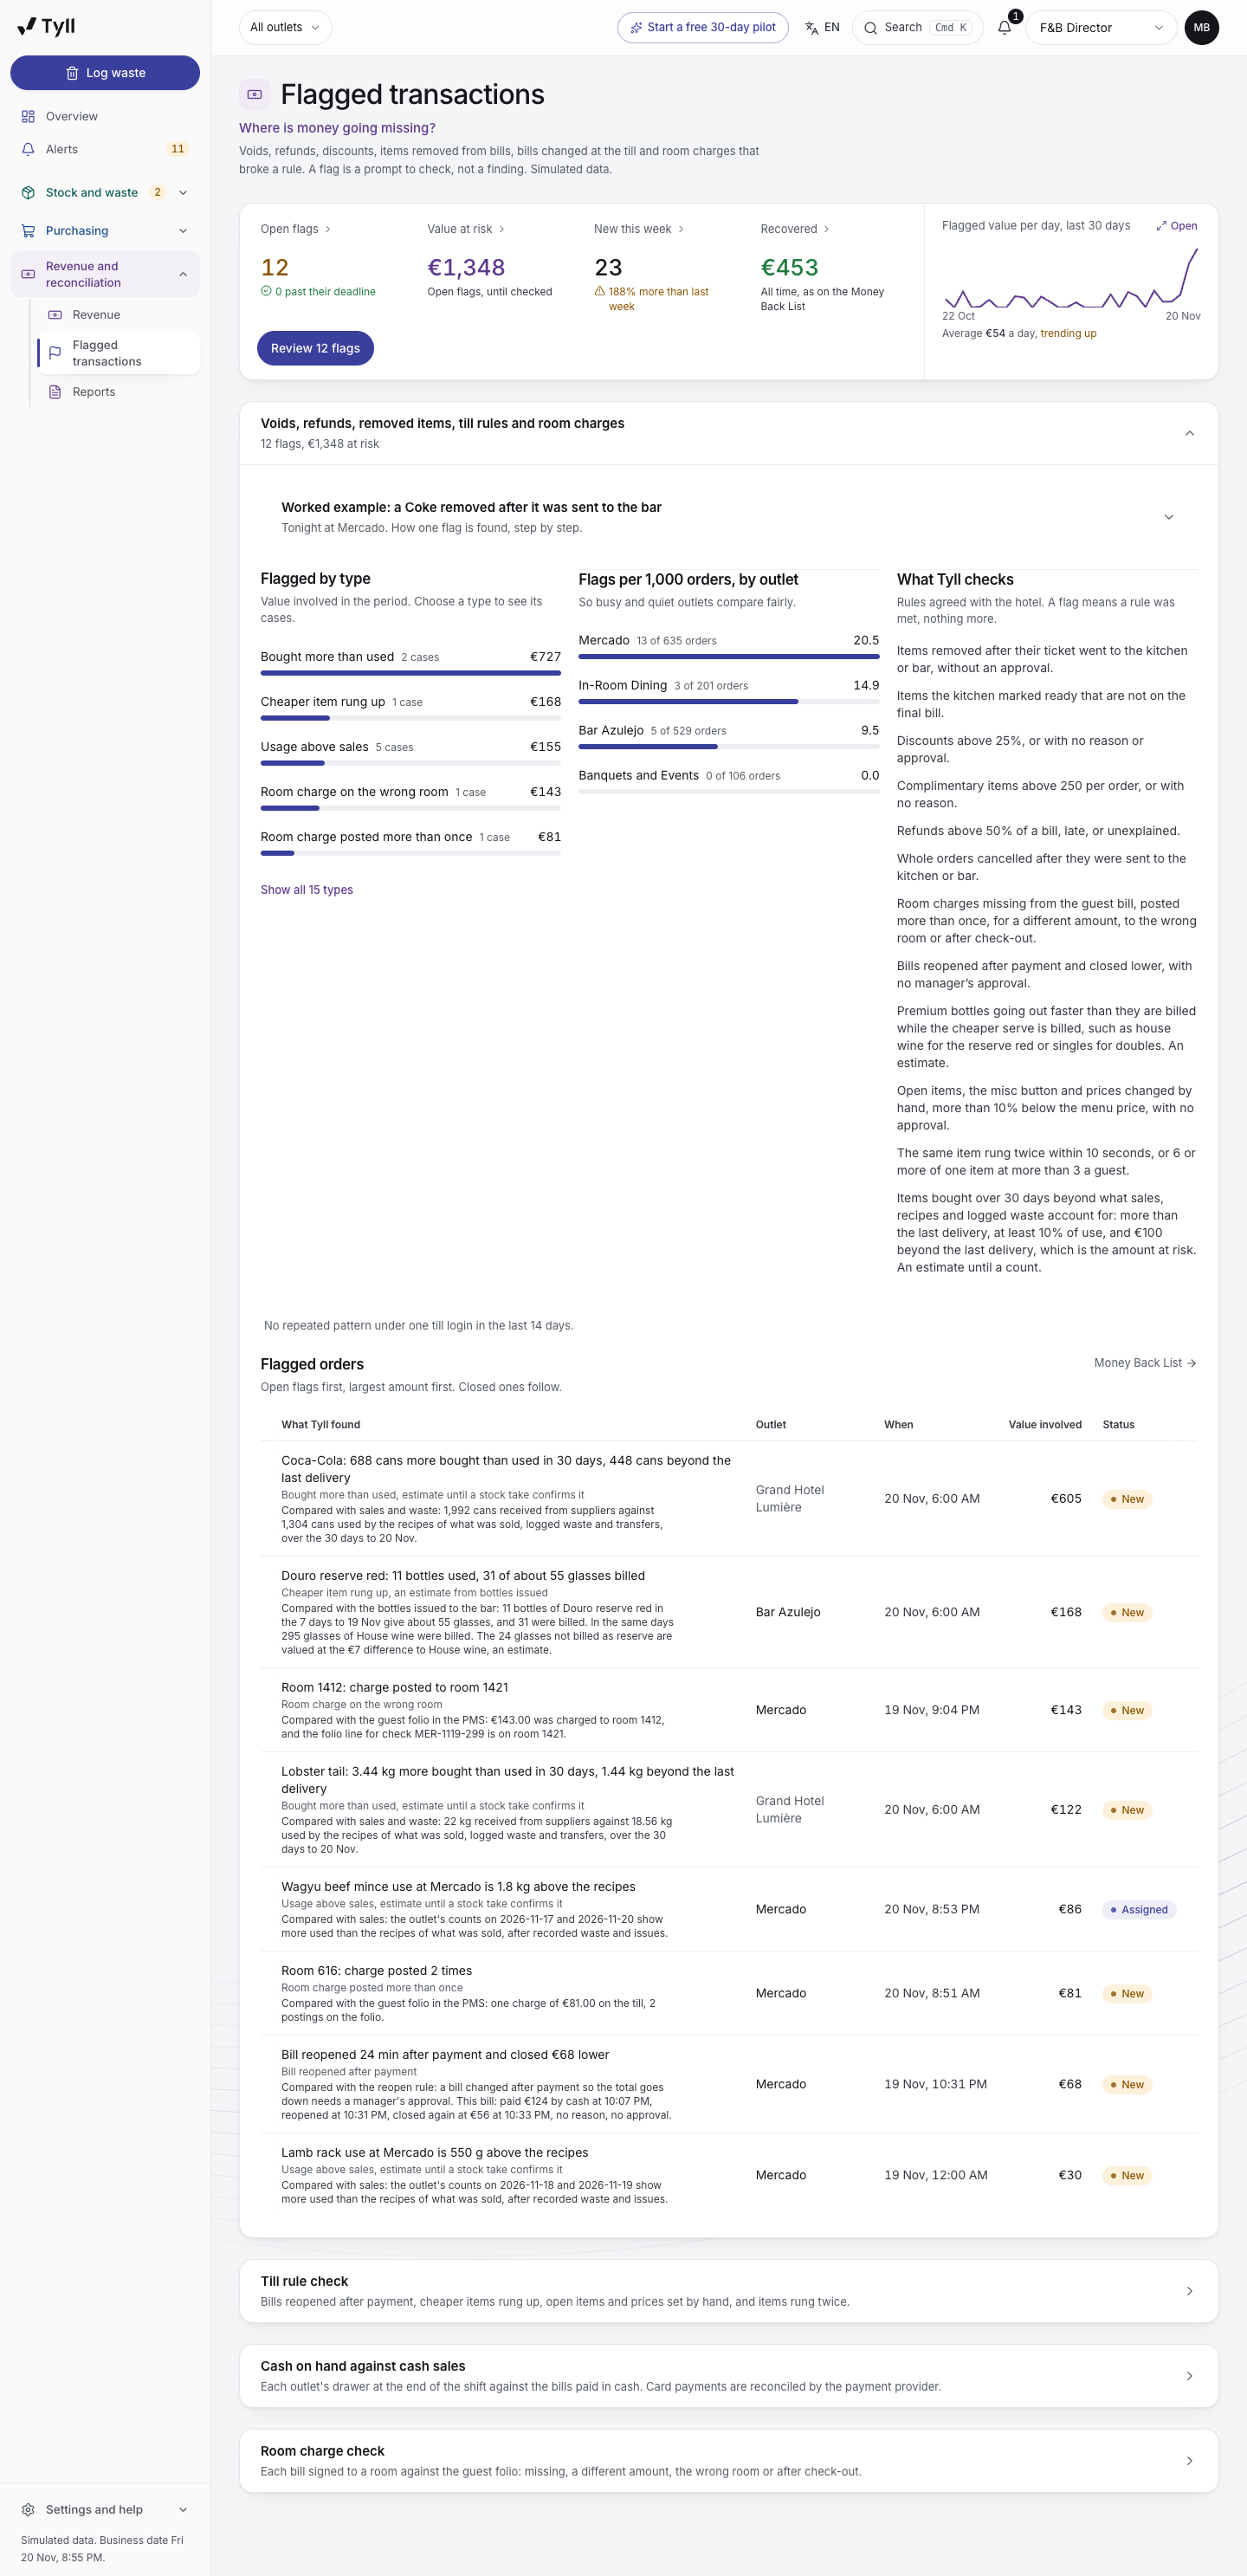 Tyll
All outlets
Start a free 30-day pilot
EN
Search
Cmd K
1
F&B Director
MB
Log waste
Overview
Alerts
11
Stock and waste
2
Purchasing
Revenue and
reconciliation
Revenue
Flagged
transactions
Reports
Flagged transactions
Where is money going missing?
Voids, refunds, discounts, items removed from bills, bills changed at the till and room charges that
broke a rule. A flag is a prompt to check, not a finding. Simulated data.
Open flags
12
0 past their deadline
Value at risk
€1,348
Open flags, until checked
New this week
23
188% more than last
week
Recovered
€453
All time, as on the Money
Back List
Review 12 flags
Flagged value per day, last 30 days
Open
22 Oct
20 Nov
Average €54 a day, trending up
Voids, refunds, removed items, till rules and room charges
12 flags, €1,348 at risk
Worked example: a Coke removed after it was sent to the bar
Tonight at Mercado. How one flag is found, step by step.
Flagged by type
Value involved in the period. Choose a type to see its
cases.
Bought more than used 2 cases €727
Cheaper item rung up 1 case €168
Usage above sales 5 cases €155
Room charge on the wrong room 1 case €143
Room charge posted more than once 1 case €81
Show all 15 types
Flags per 1,000 orders, by outlet
So busy and quiet outlets compare fairly.
Mercado 13 of 635 orders 20.5
In-Room Dining 3 of 201 orders 14.9
Bar Azulejo 5 of 529 orders 9.5
Banquets and Events 0 of 106 orders 0.0
What Tyll checks
Rules agreed with the hotel. A flag means a rule was
met, nothing more.
Items removed after their ticket went to the kitchen
or bar, without an approval.
Items the kitchen marked ready that are not on the
final bill.
Discounts above 25%, or with no reason or
approval.
Complimentary items above 250 per order, or with
no reason.
Refunds above 50% of a bill, late, or unexplained.
Whole orders cancelled after they were sent to the
kitchen or bar.
Room charges missing from the guest bill, posted
more than once, for a different amount, to the wrong
room or after check-out.
Bills reopened after payment and closed lower, with
no manager’s approval.
Premium bottles going out faster than they are billed
while the cheaper serve is billed, such as house
wine for the reserve red or singles for doubles. An
estimate.
Open items, the misc button and prices changed by
hand, more than 10% below the menu price, with no
approval.
The same item rung twice within 10 seconds, or 6 or
more of one item at more than 3 a guest.
Items bought over 30 days beyond what sales,
recipes and logged waste account for: more than
the last delivery, at least 10% of use, and €100
beyond the last delivery, which is the amount at risk.
An estimate until a count.
No repeated pattern under one till login in the last 14 days.
Flagged orders
Money Back List
Open flags first, largest amount first. Closed ones follow.
What Tyll found Outlet When Value involved Status
Coca-Cola: 688 cans more bought than used in 30 days, 448 cans beyond the
last delivery
Bought more than used, estimate until a stock take confirms it
Compared with sales and waste: 1,992 cans received from suppliers against
1,304 cans used by the recipes of what was sold, logged waste and transfers,
over the 30 days to 20 Nov.
Grand Hotel
Lumière
20 Nov, 6:00 AM
€605
New
Douro reserve red: 11 bottles used, 31 of about 55 glasses billed
Cheaper item rung up, an estimate from bottles issued
Compared with the bottles issued to the bar: 11 bottles of Douro reserve red in
the 7 days to 19 Nov give about 55 glasses, and 31 were billed. In the same days
295 glasses of House wine were billed. The 24 glasses not billed as reserve are
valued at the €7 difference to House wine, an estimate.
Bar Azulejo
20 Nov, 6:00 AM
€168
New
Room 1412: charge posted to room 1421
Room charge on the wrong room
Compared with the guest folio in the PMS: €143.00 was charged to room 1412,
and the folio line for check MER-1119-299 is on room 1421.
Mercado
19 Nov, 9:04 PM
€143
New
Lobster tail: 3.44 kg more bought than used in 30 days, 1.44 kg beyond the last
delivery
Bought more than used, estimate until a stock take confirms it
Compared with sales and waste: 22 kg received from suppliers against 18.56 kg
used by the recipes of what was sold, logged waste and transfers, over the 30
days to 20 Nov.
Grand Hotel
Lumière
20 Nov, 6:00 AM
€122
New
Wagyu beef mince use at Mercado is 1.8 kg above the recipes
Usage above sales, estimate until a stock take confirms it
Compared with sales: the outlet's counts on 2026-11-17 and 2026-11-20 show
more used than the recipes of what was sold, after recorded waste and issues.
Mercado
20 Nov, 8:53 PM
€86
Assigned
Room 616: charge posted 2 times
Room charge posted more than once
Compared with the guest folio in the PMS: one charge of €81.00 on the till, 2
postings on the folio.
Mercado
20 Nov, 8:51 AM
€81
New
Bill reopened 24 min after payment and closed €68 lower
Bill reopened after payment
Compared with the reopen rule: a bill changed after payment so the total goes
down needs a manager's approval. This bill: paid €124 by cash at 10:07 PM,
reopened at 10:31 PM, closed again at €56 at 10:33 PM, no reason, no approval.
Mercado
19 Nov, 10:31 PM
€68
New
Lamb rack use at Mercado is 550 g above the recipes
Usage above sales, estimate until a stock take confirms it
Compared with sales: the outlet's counts on 2026-11-18 and 2026-11-19 show
more used than the recipes of what was sold, after recorded waste and issues.
Mercado
19 Nov, 12:00 AM
€30
New
Till rule check
Bills reopened after payment, cheaper items rung up, open items and prices set by hand, and items rung twice.
Cash on hand against cash sales
Each outlet's drawer at the end of the shift against the bills paid in cash. Card payments are reconciled by the payment provider.
Room charge check
Each bill signed to a room against the guest folio: missing, a different amount, the wrong room or after check-out.
Settings and help
Simulated data. Business date Fri
20 Nov, 8:55 PM.